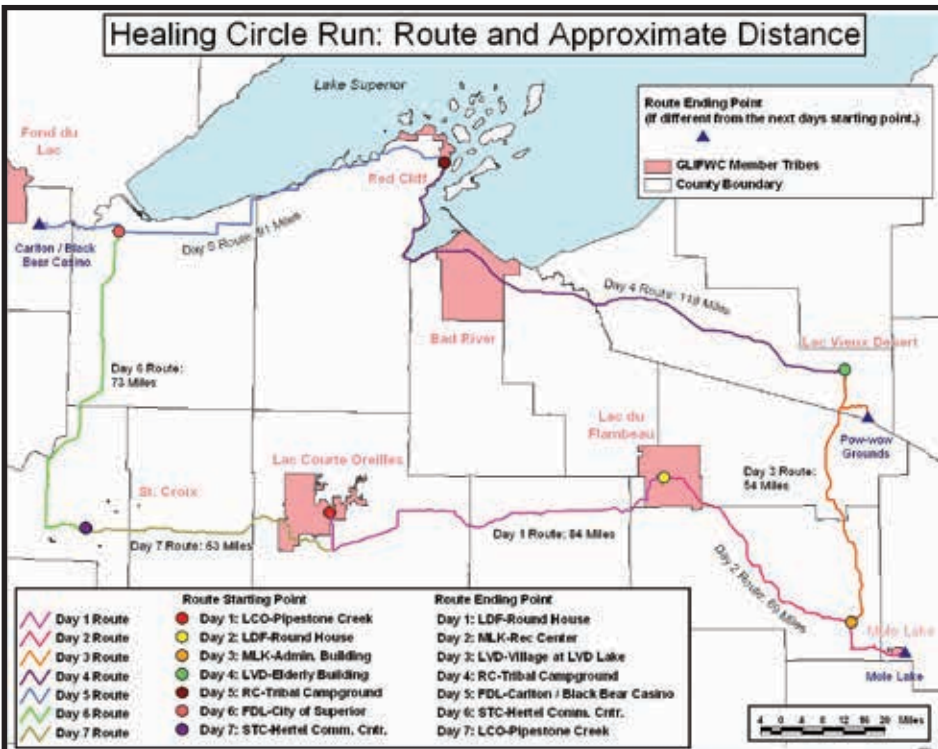 Healing Circle Run: Route and Approximate Distance
Lake Superior
Route Ending Point
(If different from the next days starting point.)
GLIFWC Member Tribes
County Boundary
Fond du
Lac
Red Cliff
Carlton / Black
Bear Casino
Day 5 Route: 91 Miles
Bad River
Day 4 Route: 118 Miles
Lac Vieux Desert
Day 6 Route:
73 Miles
Lac du
Flambeau
Pow-wow
Grounds
Lac Courte Oreilles
Day 3 Route:
54 Miles
St. Croix
Day 7 Route: 53 Miles
Day 1 Route: 84 Miles
Day 2 Route: 69 Miles
Mole Lake
Mole Lake
Route Starting Point
Route Ending Point
Day 1 Route
Day 1: LCO-Pipestone Creek
Day 1: LDF-Round House
Day 2 Route
Day 2: LDF-Round House
Day 2: MLK-Rec Center
Day 3 Route
Day 3: MLK-Admin. Building
Day 3: LVD-Village at LVD Lake
Day 4 Route
Day 4: LVD-Elderly Building
Day 4: RC-Tribal Campground
Day 5 Route
Day 5: RC-Tribal Campground
Day 5: FDL-Carlton / Black Bear Casino
Day 6 Route
Day 6: FDL-City of Superior
Day 6: STC-Hertel Comm. Cntr.
Day 7 Route
Day 7: STC-Hertel Comm. Cntr.
Day 7: LCO-Pipestone Creek
4 0 4 8 12 16 20 Miles